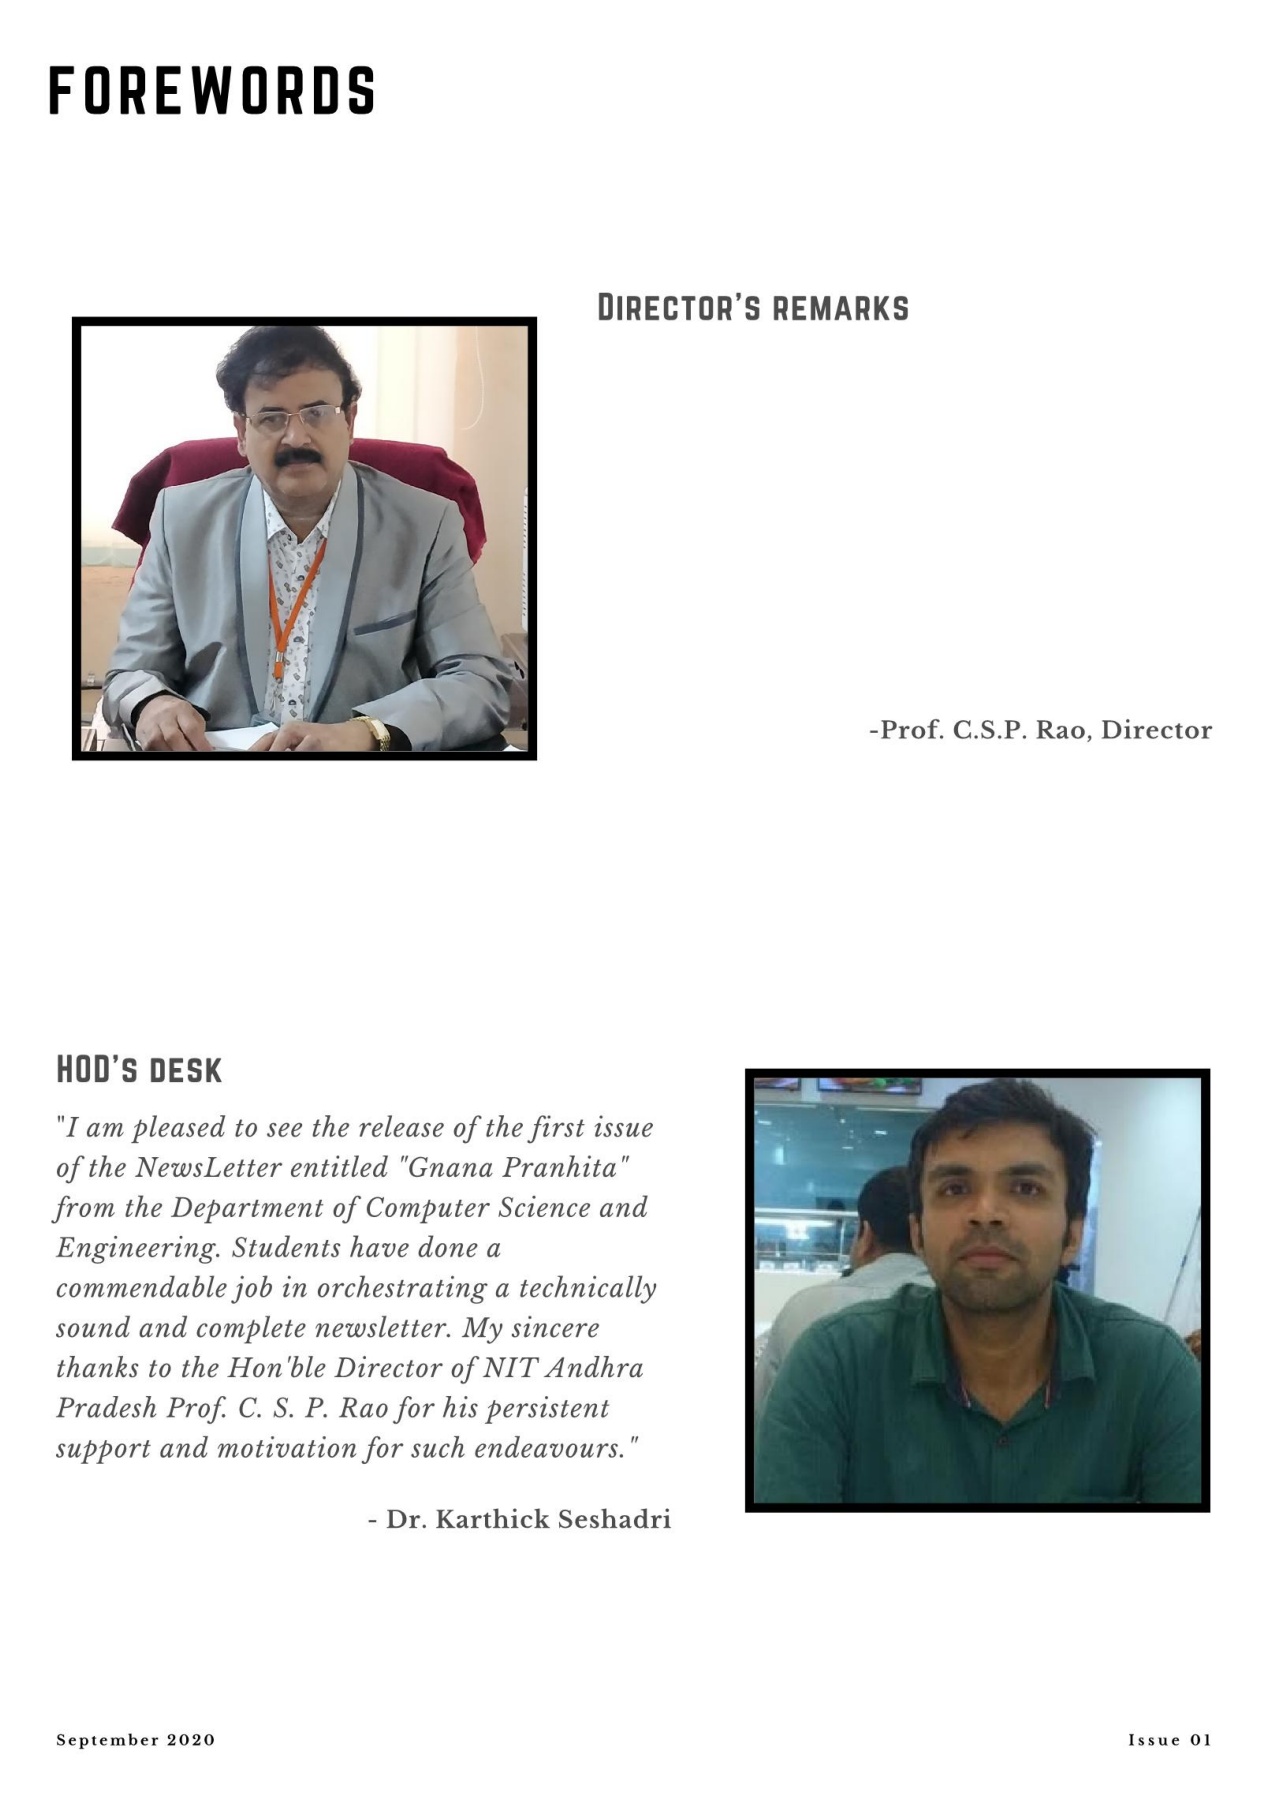 FOREWORDS
DIRECTOR'S REMARKS
-Prof. C.S.P. Rao, Director
HOD'S DESK
"I am pleased to see the release of the first issue
of the NewsLetter entitled "Gnana Pranhita"
from the Department of Computer Science and
Engineering. Students have done a
commendable job in orchestrating a technically
sound and complete newsletter. My sincere
thanks to the Hon'ble Director of NIT Andhra
Pradesh Prof. C. S. P. Rao for his persistent
support and motivation for such endeavours."
- Dr. Karthick Seshadri
September 2020
Issue 01